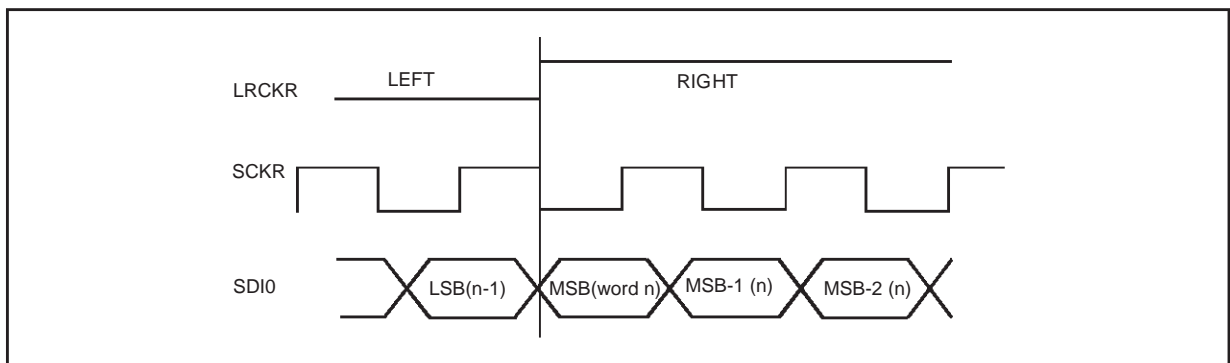 LRCKR
LEFT
RIGHT
SCKR
SDI0
LSB(n-1)
MSB(word n)
MSB-1 (n)
MSB-2 (n)